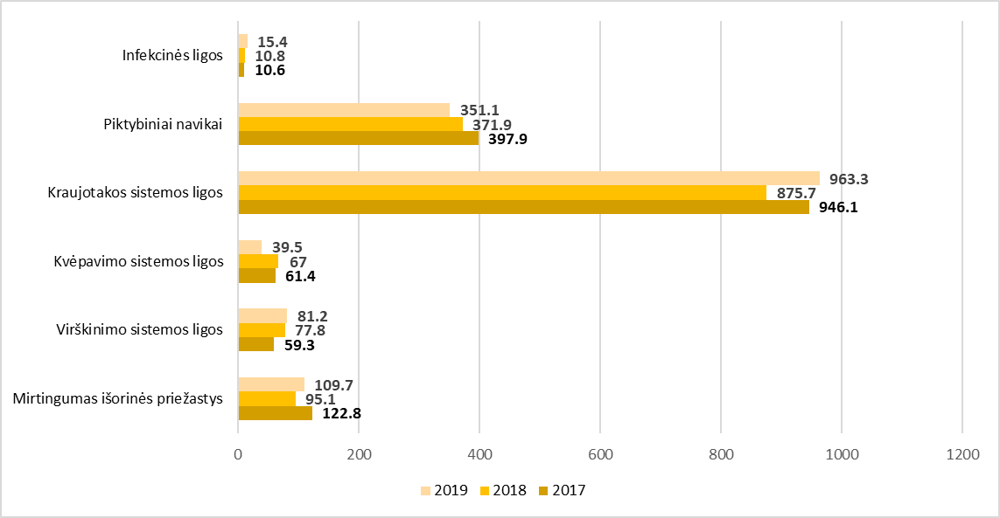 Infekcinės ligos
15.4
10.8
10.6
Piktybiniai navikai
351.1
371.9
397.9
Kraujotakos sistemos ligos
963.3
875.7
946.1
Kvėpavimo sistemos ligos
39.5
67
61.4
Virškinimo sistemos ligos
81.2
77.8
59.3
Mirtingumas išorinės priežastys
109.7
95.1
122.8
0 200 400 600 800 1000 1200
2019 2018 2017